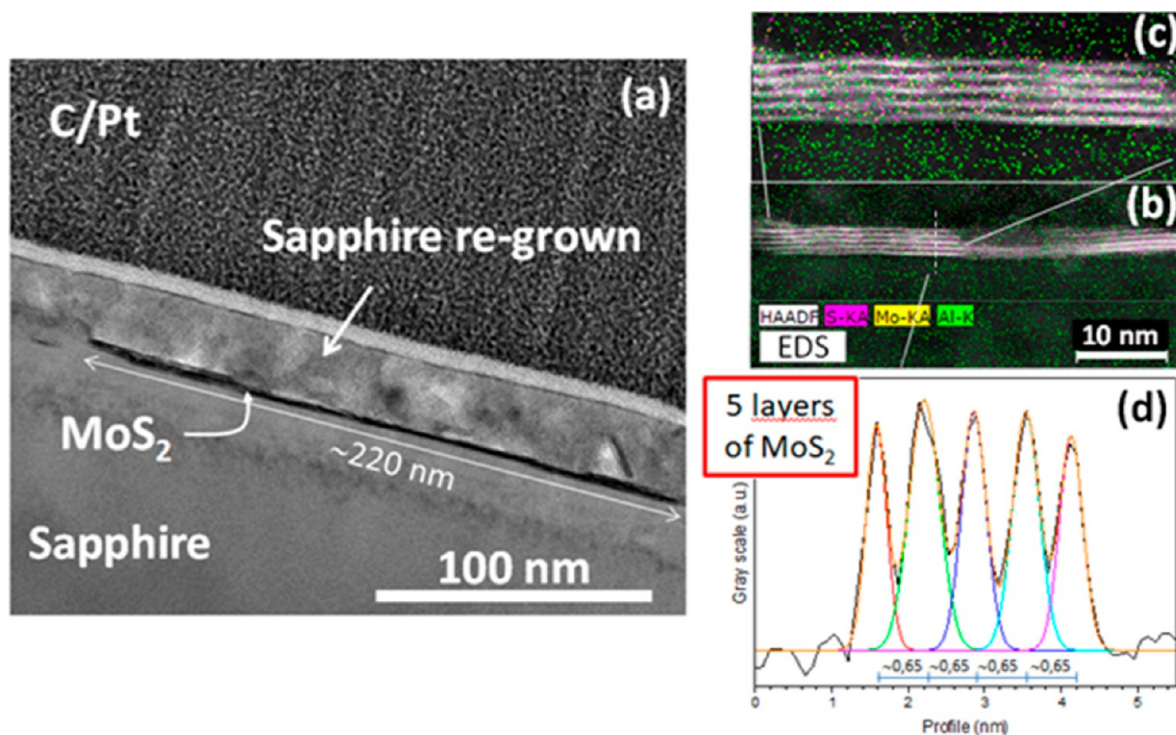 (a)
C/Pt
Sapphire re-grown
MoS₂
~220 nm
Sapphire
100 nm
(c)
(b)
HAADF S-KA Mo-KA Al-K
EDS
10 nm
5 layers
of MoS₂
(d)
Gray scale (a.u.)
~0,65 ~0,65 ~0,65 ~0,65
0 1 2 3 4 5
Profile (nm)